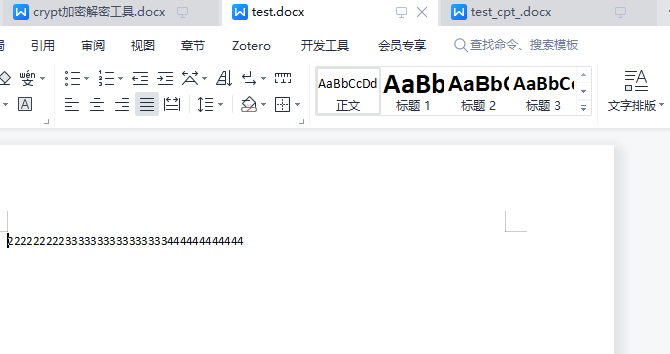 crypt加密解密工具.docx test.docx test_cpt_.docx
引用 审阅 视图 章节 Zotero 开发工具 会员专享 查找命令、搜索模板
wén AaBbCcDd AaBb AaBbC AaBbCc
A 正文 标题 1 标题 2 标题 3 文字排版